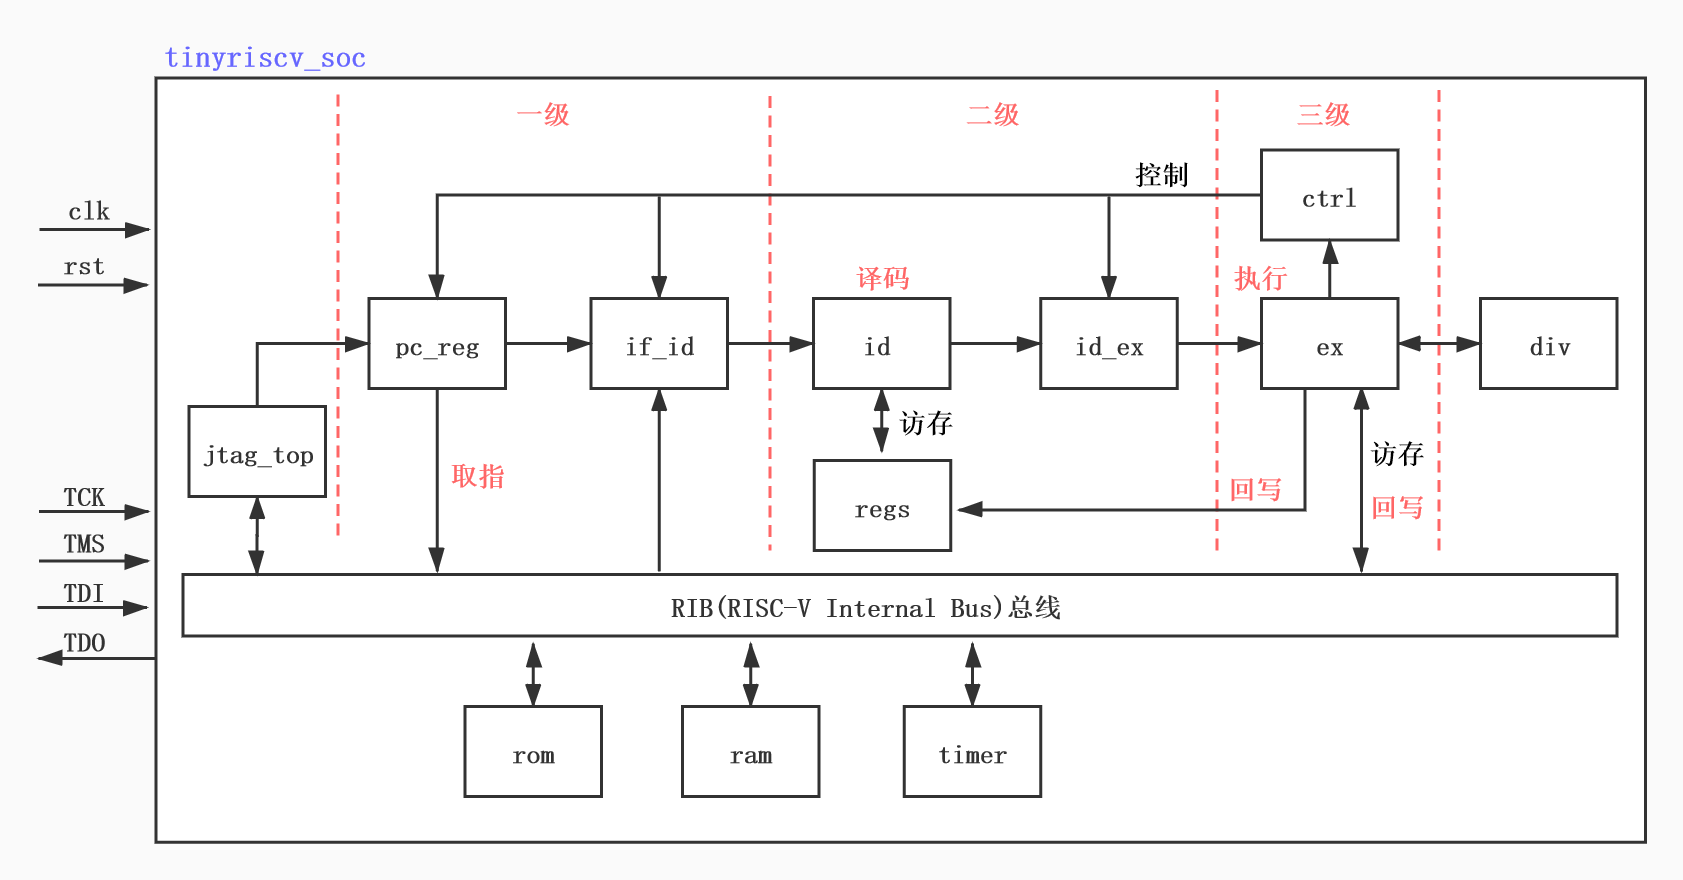 tinyriscv_soc
一级
二级
三级
控制
ctrl
clk
rst
译码
执行
pc_reg
if_id
id
id_ex
ex
div
jtag_top
访存
访存
取指
回写
回写
regs
TCK
TMS
TDI
TDO
RIB(RISC-V Internal Bus)总线
rom
ram
timer